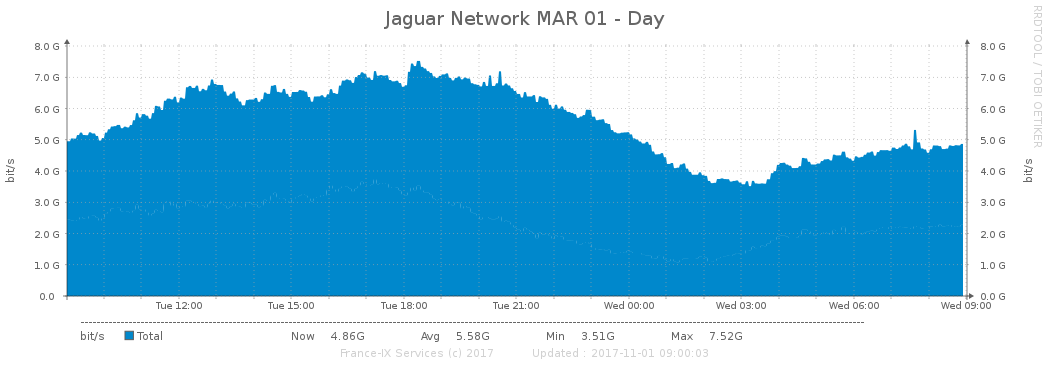 Jaguar Network MAR 01 - Day
RRDTOOL / TOBI OETIKER
8.0 G 8.0 G
7.0 G 7.0 G
6.0 G 6.0 G
5.0 G 5.0 G
4.0 G 4.0 G
3.0 G 3.0 G
2.0 G 2.0 G
1.0 G 1.0 G
0.0 0.0 G
bit/s
bit/s
Tue 12:00 Tue 15:00 Tue 18:00 Tue 21:00 Wed 00:00 Wed 03:00 Wed 06:00 Wed 09:00
bit/s Total Now 4.86G Avg 5.58G Min 3.51G Max 7.52G
France-IX Services (c) 2017 Updated : 2017-11-01 09:00:03